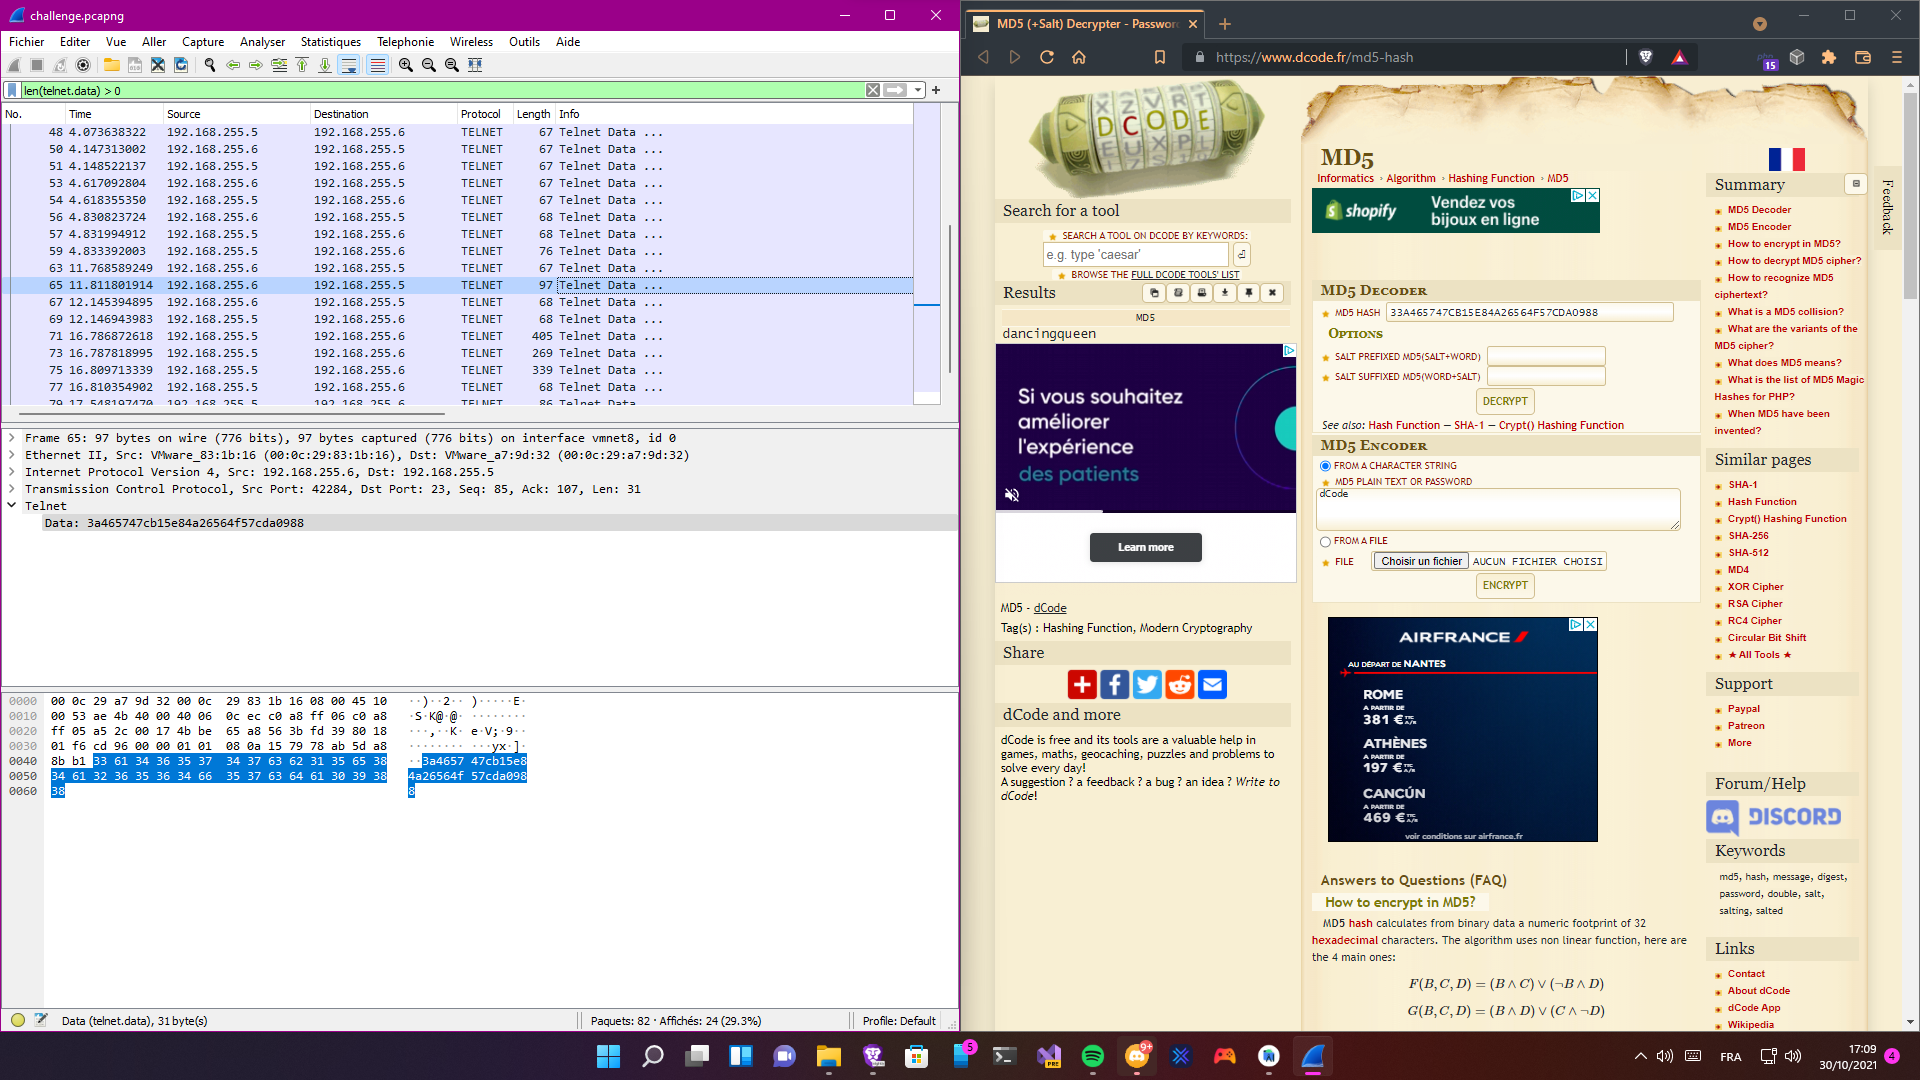 challenge.pcapng
Fichier Editer Vue Aller Capture Analyser Statistiques Telephonie Wireless Outils Aide
len(telnet.data) > 0
No. Time Source Destination Protocol Length Info
48 4.073638322 192.168.255.5 192.168.255.6 TELNET 67 Telnet Data ...
50 4.147313002 192.168.255.6 192.168.255.5 TELNET 67 Telnet Data ...
51 4.148522137 192.168.255.5 192.168.255.6 TELNET 67 Telnet Data ...
53 4.617092804 192.168.255.6 192.168.255.5 TELNET 67 Telnet Data ...
54 4.618355350 192.168.255.5 192.168.255.6 TELNET 67 Telnet Data ...
56 4.830823724 192.168.255.6 192.168.255.5 TELNET 68 Telnet Data ...
57 4.831994912 192.168.255.5 192.168.255.6 TELNET 68 Telnet Data ...
59 4.833392003 192.168.255.5 192.168.255.6 TELNET 76 Telnet Data ...
63 11.768589249 192.168.255.6 192.168.255.5 TELNET 67 Telnet Data ...
65 11.811801914 192.168.255.6 192.168.255.5 TELNET 97 Telnet Data ...
67 12.145394895 192.168.255.6 192.168.255.5 TELNET 68 Telnet Data ...
69 12.146943983 192.168.255.5 192.168.255.6 TELNET 68 Telnet Data ...
71 16.786872618 192.168.255.5 192.168.255.6 TELNET 405 Telnet Data ...
73 16.787818995 192.168.255.5 192.168.255.6 TELNET 269 Telnet Data ...
75 16.809713339 192.168.255.5 192.168.255.6 TELNET 339 Telnet Data ...
77 16.810354902 192.168.255.5 192.168.255.6 TELNET 68 Telnet Data ...
79 17.548197470 192.168.255.5 192.168.255.6 TELNET 86 Telnet Data
Frame 65: 97 bytes on wire (776 bits), 97 bytes captured (776 bits) on interface vmnet8, id 0
Ethernet II, Src: VMware_83:1b:16 (00:0c:29:83:1b:16), Dst: VMware_a7:9d:32 (00:0c:29:a7:9d:32)
Internet Protocol Version 4, Src: 192.168.255.6, Dst: 192.168.255.5
Transmission Control Protocol, Src Port: 42284, Dst Port: 23, Seq: 85, Ack: 107, Len: 31
Telnet
Data: 3a465747cb15e84a26564f57cda0988
0000 00 0c 29 a7 9d 32 00 0c 29 83 1b 16 08 00 45 10 ··)··2·· )·····E·
0010 00 53 ae 4b 40 00 40 06 0c ec c0 a8 ff 06 c0 a8 ·S·K@·@· ········
0020 ff 05 a5 2c 00 17 4b be 65 a8 56 3b fd 39 80 18 ···,··K· e·V;·9··
0030 01 f6 cd 96 00 00 01 01 08 0a 15 79 78 ab 5d a8 ········ ···yx·]·
0040 8b b1 33 61 34 36 35 37 34 37 63 62 31 35 65 38 ··3a4657 47cb15e8
0050 34 61 32 36 35 36 34 66 35 37 63 64 61 30 39 38 4a26564f 57cda098
0060 38 8
Data (telnet.data), 31 byte(s) Paquets: 82 · Affichés: 24 (29.3%) Profile: Default
MD5 (+Salt) Decrypter - Passwor
https://www.dcode.fr/md5-hash
15
DCODE
Search for a tool
SEARCH A TOOL ON DCODE BY KEYWORDS:
e.g. type 'caesar'
BROWSE THE FULL DCODE TOOLS' LIST
Results
MD5
dancingqueen
Si vous souhaitez
améliorer
l'expérience
des patients
Learn more
MD5 - dCode
Tag(s) : Hashing Function, Modern Cryptography
Share
dCode and more
dCode is free and its tools are a valuable help in
games, maths, geocaching, puzzles and problems to
solve every day!
A suggestion ? a feedback ? a bug ? an idea ? Write to
dCode!
MD5
Informatics › Algorithm › Hashing Function › MD5
shopify Vendez vos
bijoux en ligne
MD5 DECODER
MD5 HASH 33A465747CB15E84A26564F57CDA0988
OPTIONS
SALT PREFIXED MD5(SALT+WORD)
SALT SUFFIXED MD5(WORD+SALT)
DECRYPT
See also: Hash Function — SHA-1 — Crypt() Hashing Function
MD5 ENCODER
FROM A CHARACTER STRING
MD5 PLAIN TEXT OR PASSWORD
dCode
FROM A FILE
FILE Choisir un fichier AUCUN FICHIER CHOISI
ENCRYPT
AIRFRANCE
AU DÉPART DE NANTES
ROME
A PARTIR DE
381 € TTC A/R
ATHÈNES
A PARTIR DE
197 € TTC A/R
CANCÚN
A PARTIR DE
469 € TTC A/R
voir conditions sur airfrance.fr
Answers to Questions (FAQ)
How to encrypt in MD5?
MD5 hash calculates from binary data a numeric footprint of 32
hexadecimal characters. The algorithm uses non linear function, here are
the 4 main ones:
F(B, C, D) = (B ∧ C) ∨ (¬B ∧ D)
G(B, C, D) = (B ∧ D) ∨ (C ∧ ¬D)
Summary
MD5 Decoder
MD5 Encoder
How to encrypt in MD5?
How to decrypt MD5 cipher?
How to recognize MD5
ciphertext?
What is a MD5 collision?
What are the variants of the
MD5 cipher?
What does MD5 means?
What is the list of MD5 Magic
Hashes for PHP?
When MD5 have been
invented?
Similar pages
SHA-1
Hash Function
Crypt() Hashing Function
SHA-256
SHA-512
MD4
XOR Cipher
RSA Cipher
RC4 Cipher
Circular Bit Shift
★ All Tools ★
Support
Paypal
Patreon
More
Forum/Help
DISCORD
Keywords
md5, hash, message, digest,
password, double, salt,
salting, salted
Links
Contact
About dCode
dCode App
Wikipedia
Feedback
5
PRE
9+
FRA
17:09
30/10/2021
4